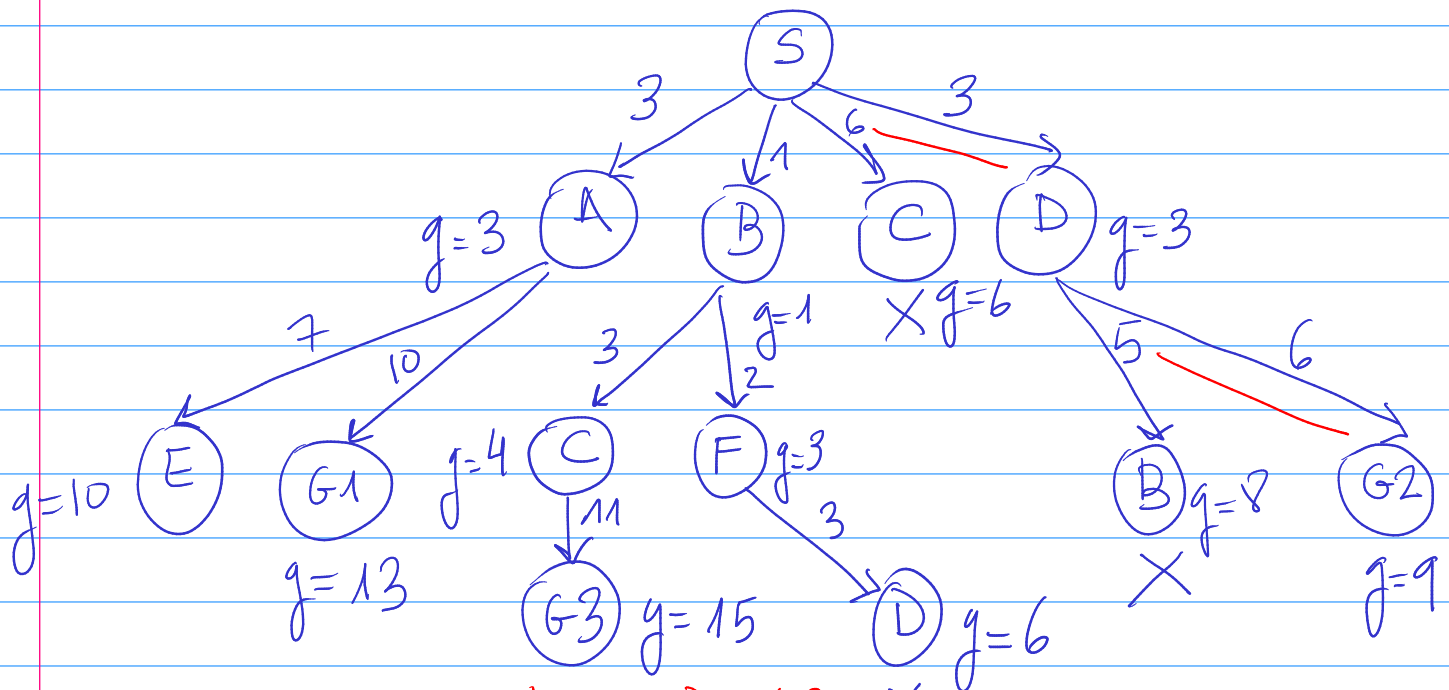 S
3 1 6 3
g=3 A B C D g=3
g=1 X g=6
7 10 3 2 5 6
g=10 E G1 g=4 C F g=3 B g=8 G2
11 3
g=13 X g=9
G3 g=15 D g=6